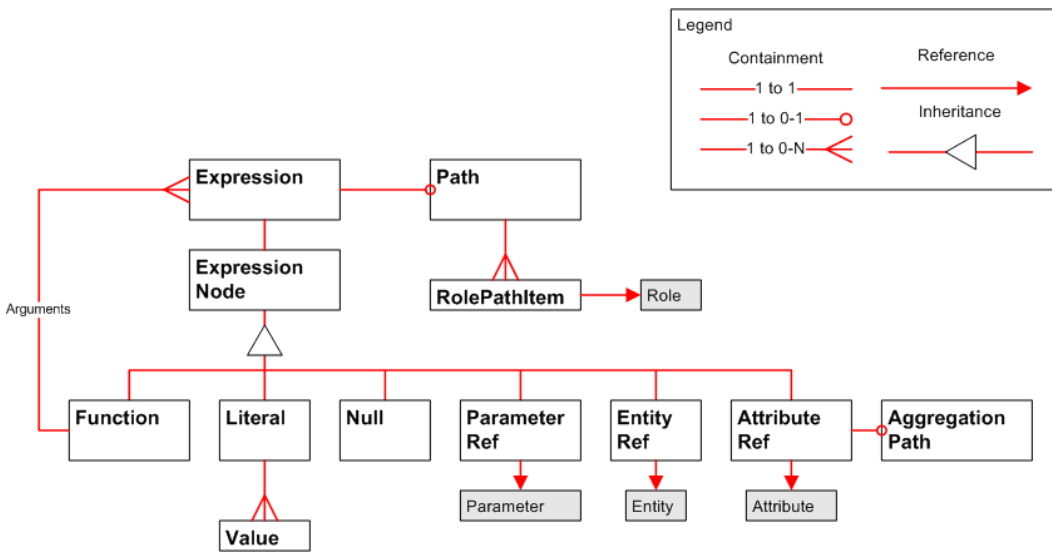 Legend
Containment
Reference
1 to 1
1 to 0-1
Inheritance
1 to 0-N
Expression
Path
Expression
Node
RolePathItem
Role
Arguments
Function
Literal
Null
Parameter
Ref
Entity
Ref
Attribute
Ref
Aggregation
Path
Parameter
Entity
Attribute
Value